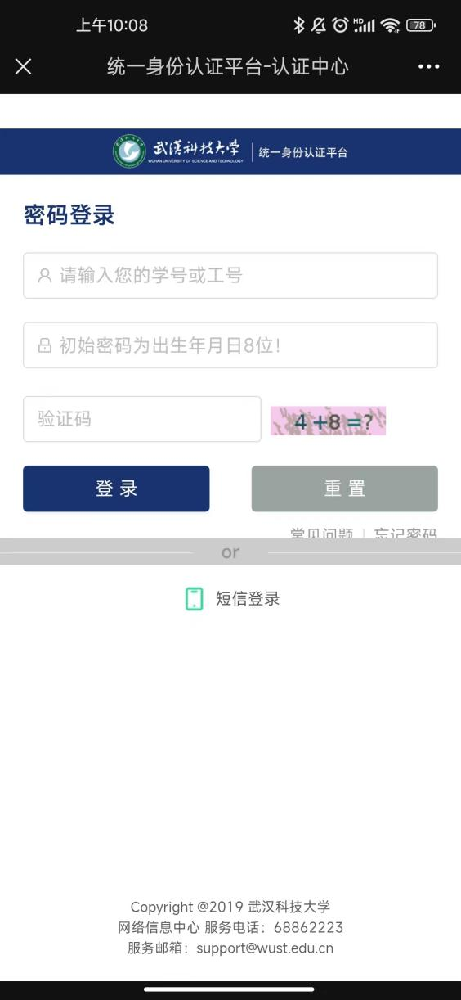 上午10:08
HD
78
统一身份认证平台-认证中心
武汉科技大学
WUHAN UNIVERSITY OF SCIENCE AND TECHNOLOGY
统一身份认证平台
密码登录
请输入您的学号或工号
初始密码为出生年月日8位!
验证码
4 +8 =?
登 录
重 置
常见问题 | 忘记密码
or
短信登录
Copyright @2019 武汉科技大学
网络信息中心 服务电话：68862223
服务邮箱：support@wust.edu.cn